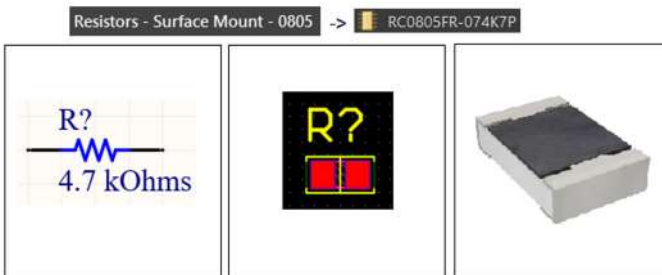 Resistors - Surface Mount - 0805 -> RC0805FR-074K7P
R?
4.7 kOhms
R?